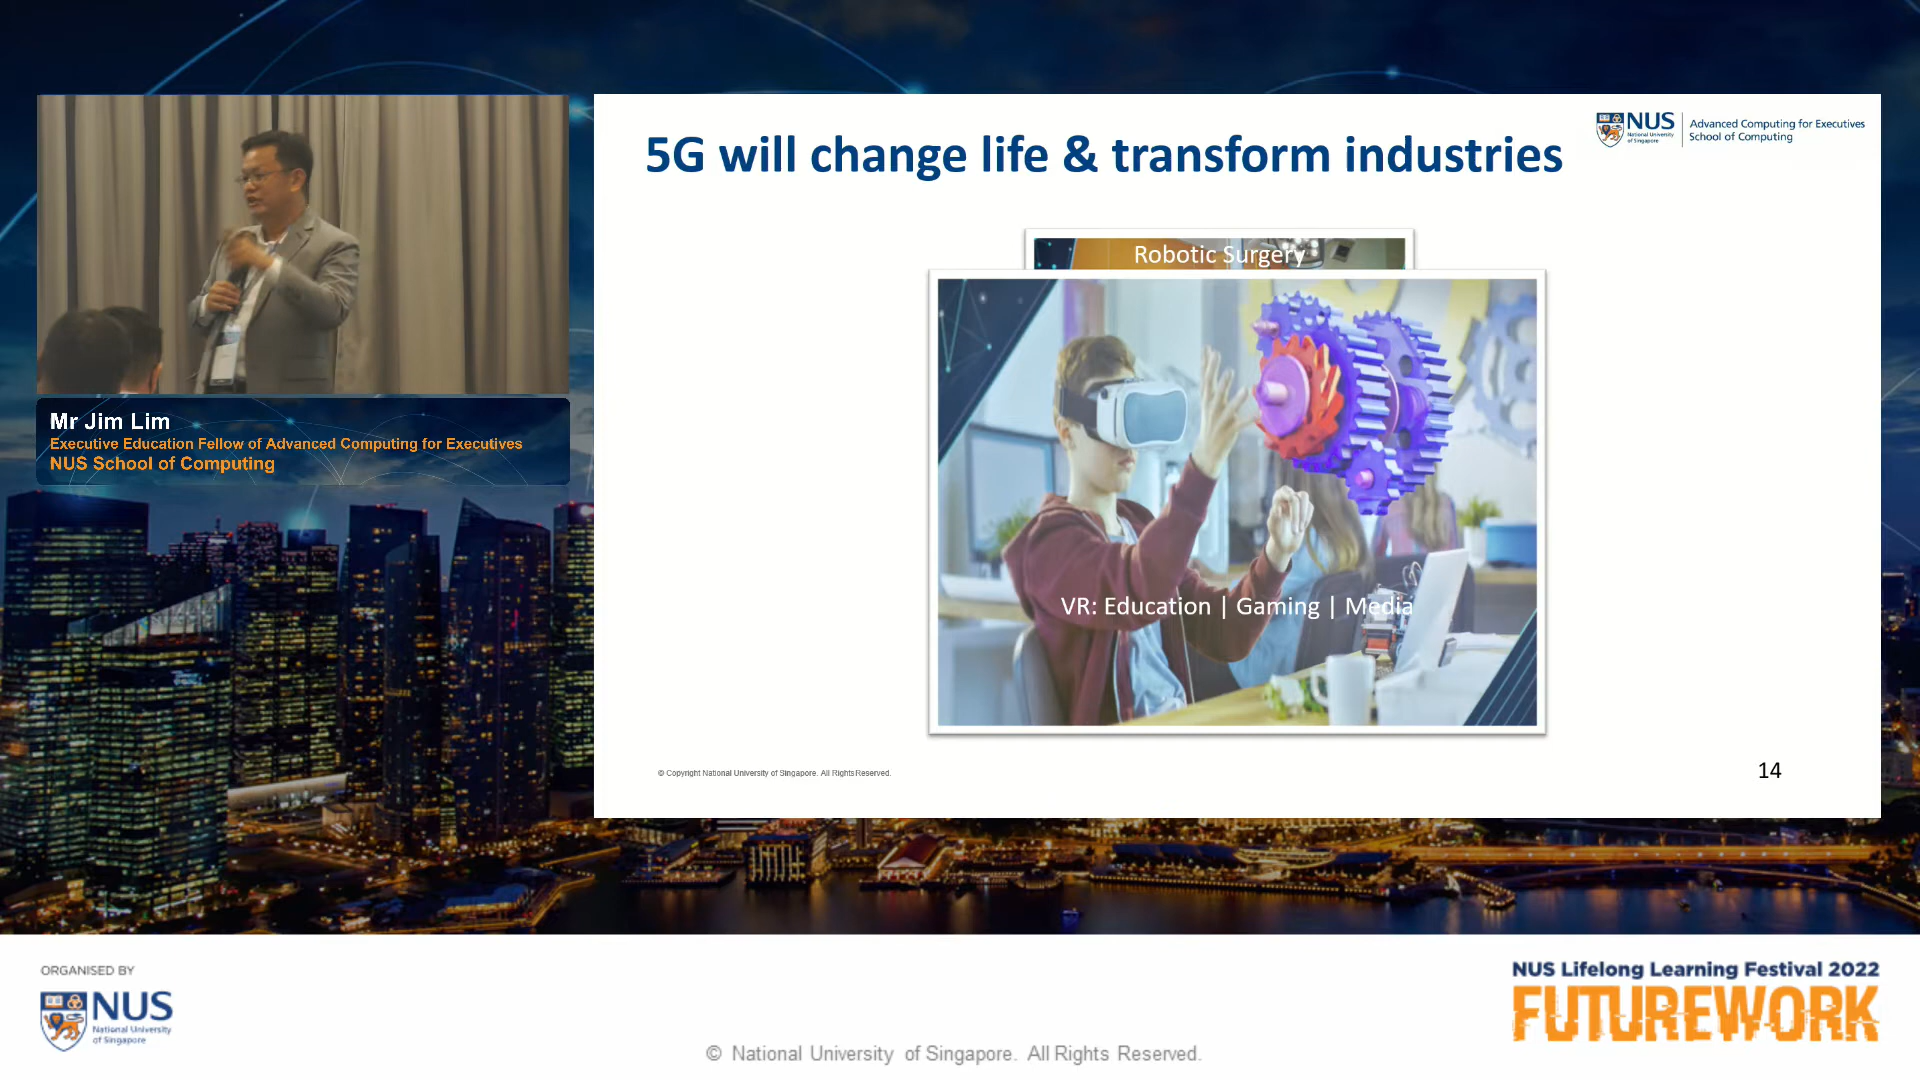 5G will change life & transform industries
NUS
National University
of Singapore
Advanced Computing for Executives
School of Computing
Robotic Surgery
VR: Education | Gaming | Media
© Copyright National University of Singapore. All Rights Reserved.
14
Mr Jim Lim
Executive Education Fellow of Advanced Computing for Executives
NUS School of Computing
ORGANISED BY
NUS
National University
of Singapore
© National University of Singapore. All Rights Reserved.
NUS Lifelong Learning Festival 2022
FUTUREWORK